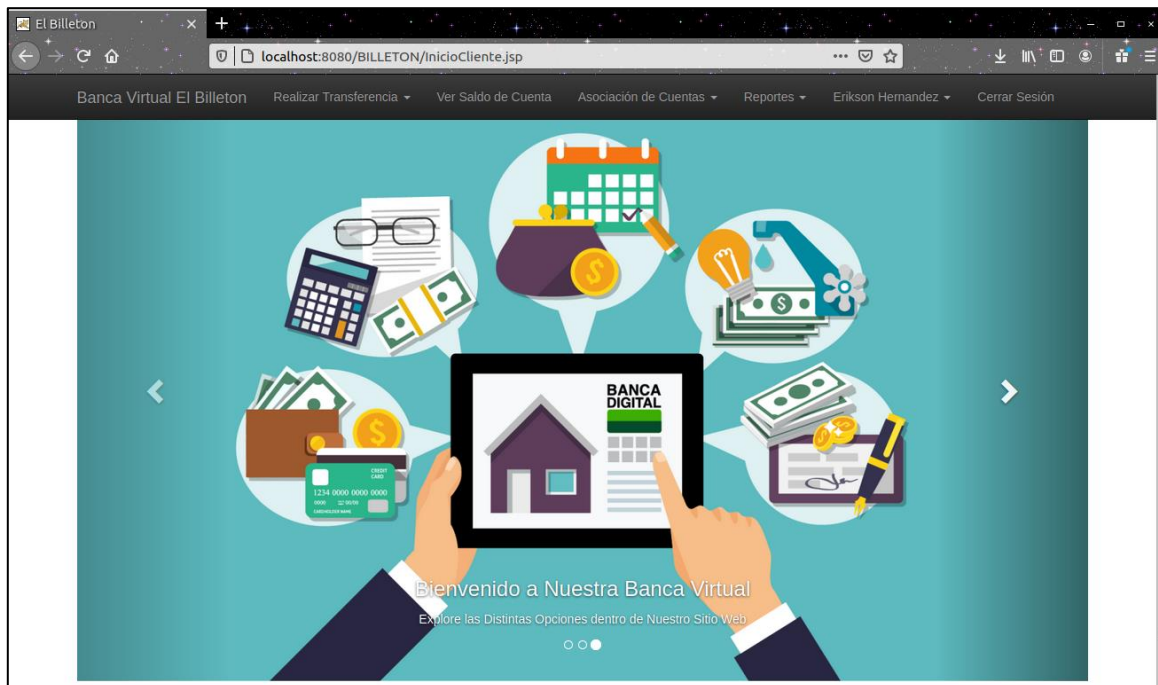 El Billeton
localhost:8080/BILLETON/InicioCliente.jsp
Banca Virtual El Billeton Realizar Transferencia Ver Saldo de Cuenta Asociación de Cuentas Reportes Erikson Hernandez Cerrar Sesión
BANCA
DIGITAL
CREDIT
CARD
1234 0000 0000 0000
CARDHOLDER NAME
Bienvenido a Nuestra Banca Virtual
Explore las Distintas Opciones dentro de Nuestro Sitio Web